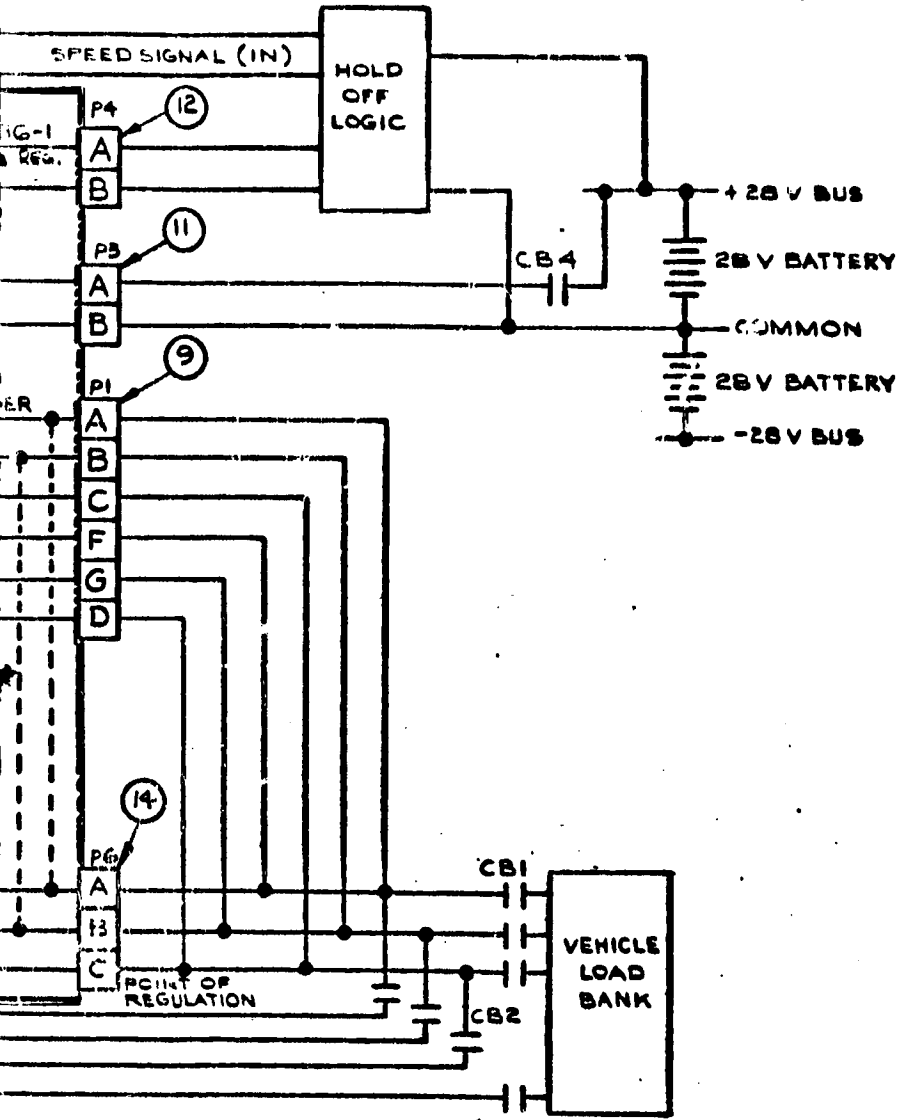 SPEED SIGNAL (IN)
HOLD
OFF
LOGIC
P4
12
A
B
+28 V BUS
11
A
B
CB4
28 V BATTERY
COMMON
28 V BATTERY
-28 V BUS
9
P1
A
B
C
F
G
D
14
P6
A
B
C
POINT OF
REGULATION
CB1
CB2
VEHICLE
LOAD
BANK
REG.